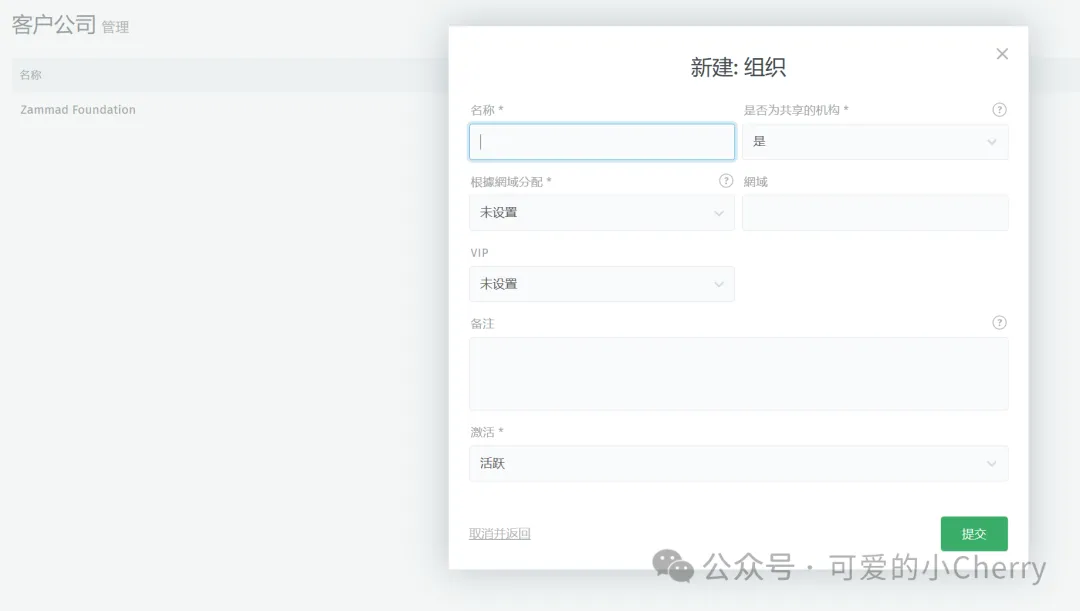 客户公司 管理
名称
Zammad Foundation
新建: 组织
名称 *
是否为共享的机构 *
是
根據網域分配 *
網域
未设置
VIP
未设置
备注
激活 *
活跃
取消并返回
提交
公众号 · 可爱的小Cherry